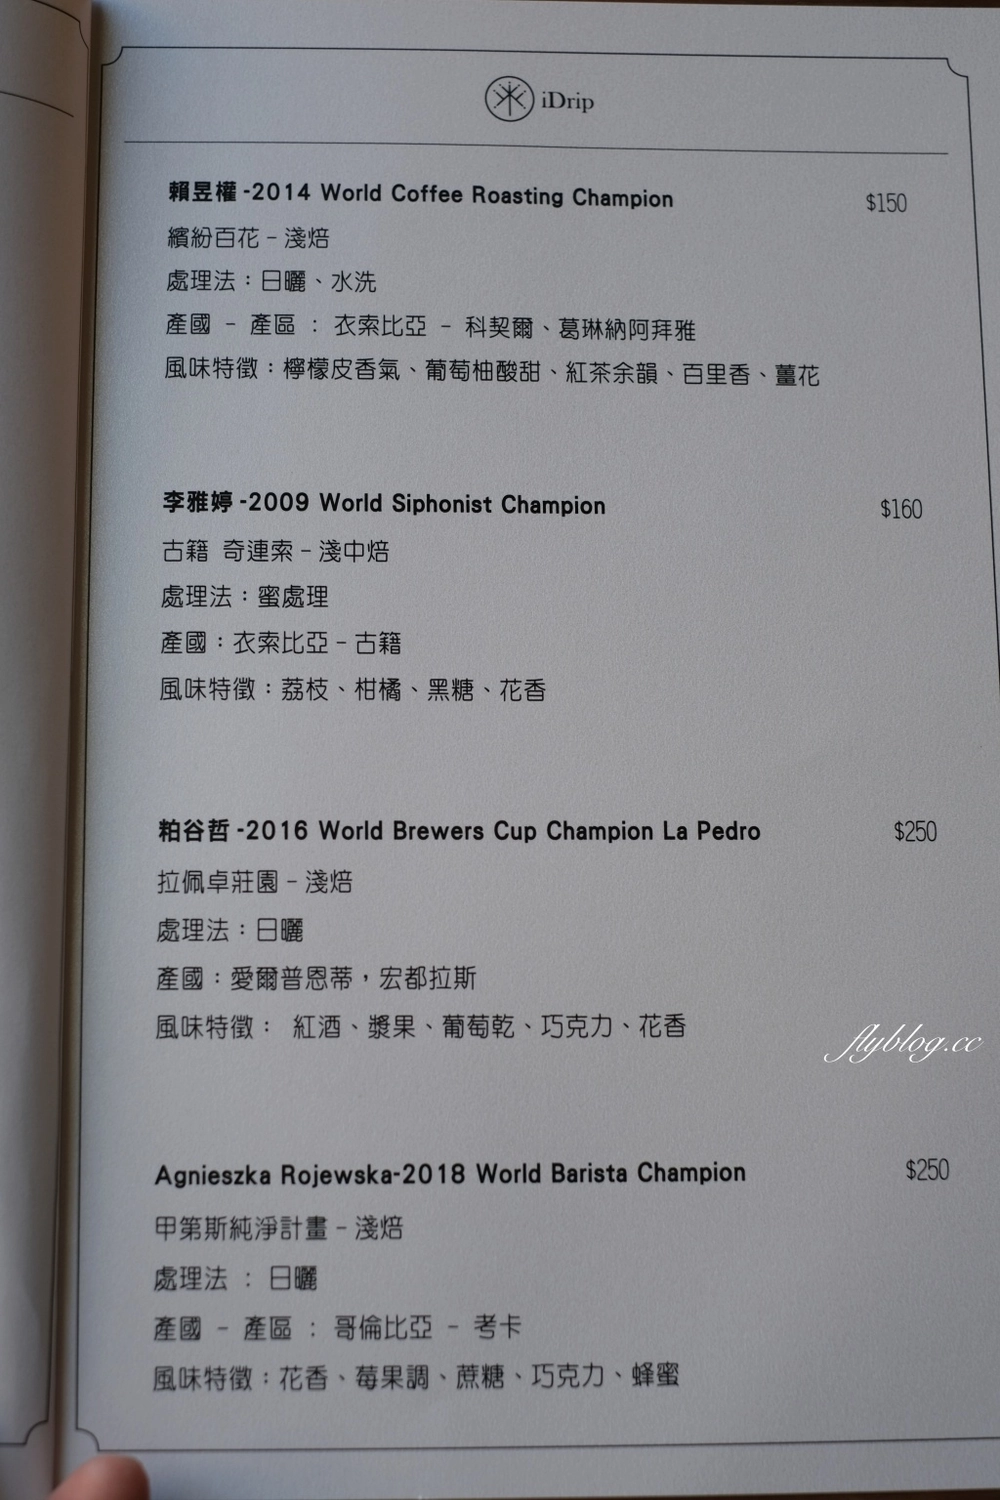 iDrip
賴昱權-2014 World Coffee Roasting Champion $150
繽紛百花–淺焙
處理法：日曬、水洗
產國 – 產區 ： 衣索比亞 – 科契爾、葛琳納阿拜雅
風味特徵：檸檬皮香氣、葡萄柚酸甜、紅茶余韻、百里香、薑花
李雅婷-2009 World Siphonist Champion $160
古籍 奇連索–淺中焙
處理法：蜜處理
產國：衣索比亞–古籍
風味特徵：荔枝、柑橘、黑糖、花香
粕谷哲-2016 World Brewers Cup Champion La Pedro $250
拉佩卓莊園–淺焙
處理法：日曬
產國：愛爾普恩蒂，宏都拉斯
風味特徵： 紅酒、漿果、葡萄乾、巧克力、花香
flyblog.cc
Agnieszka Rojewska-2018 World Barista Champion $250
甲第斯純淨計畫–淺焙
處理法 ： 日曬
產國 – 產區 ： 哥倫比亞 – 考卡
風味特徵：花香、莓果調、蔗糖、巧克力、蜂蜜